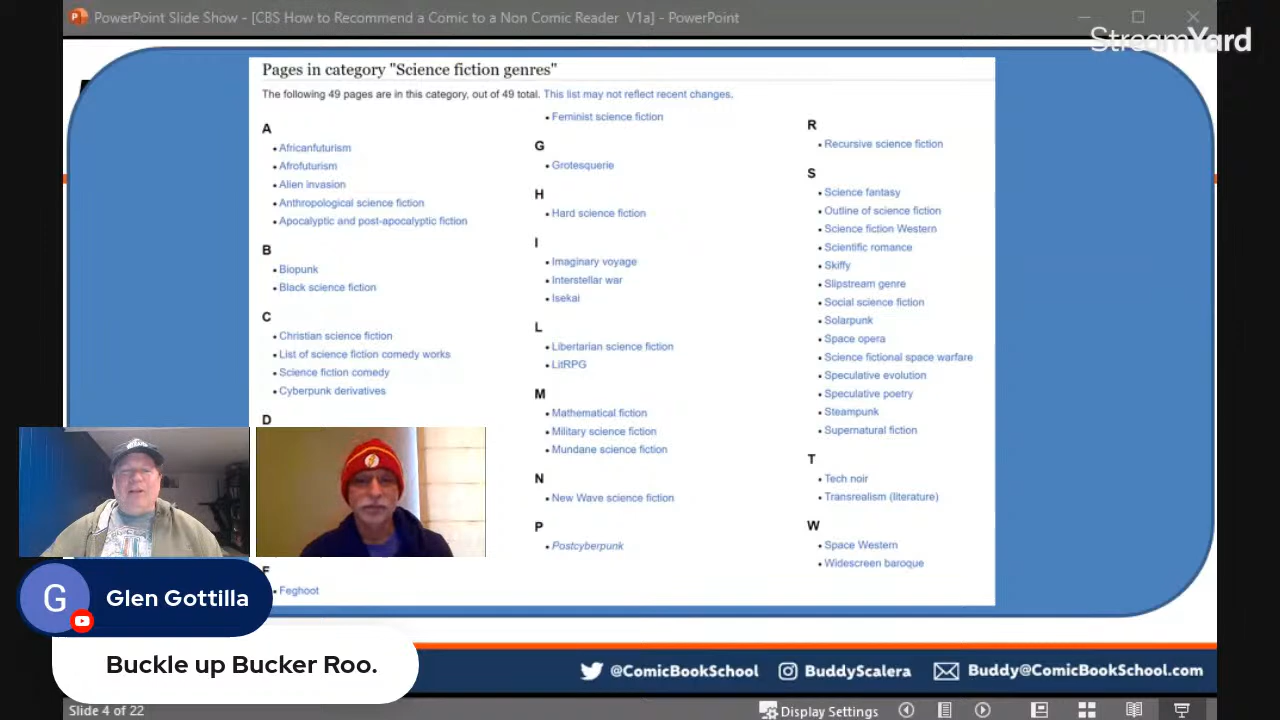 PowerPoint Slide Show - [CBS How to Recommend a Comic to a Non Comic Reader V1a] - PowerPoint
StreamYard
Pages in category "Science fiction genres"
The following 49 pages are in this category, out of 49 total. This list may not reflect recent changes.
A
• Africanfuturism
• Afrofuturism
• Alien invasion
• Anthropological science fiction
• Apocalyptic and post-apocalyptic fiction
B
• Biopunk
• Black science fiction
C
• Christian science fiction
• List of science fiction comedy works
• Science fiction comedy
• Cyberpunk derivatives
D
F
• Feghoot
• Feminist science fiction
G
• Grotesquerie
H
• Hard science fiction
I
• Imaginary voyage
• Interstellar war
• Isekai
L
• Libertarian science fiction
• LitRPG
M
• Mathematical fiction
• Military science fiction
• Mundane science fiction
N
• New Wave science fiction
P
• Postcyberpunk
R
• Recursive science fiction
S
• Science fantasy
• Outline of science fiction
• Science fiction Western
• Scientific romance
• Skiffy
• Slipstream genre
• Social science fiction
• Solarpunk
• Space opera
• Science fictional space warfare
• Speculative evolution
• Speculative poetry
• Steampunk
• Supernatural fiction
T
• Tech noir
• Transrealism (literature)
W
• Space Western
• Widescreen baroque
G
Glen Gottilla
Buckle up Bucker Roo.
@ComicBookSchool
BuddyScalera
Buddy@ComicBookSchool.com
Slide 4 of 22
Display Settings